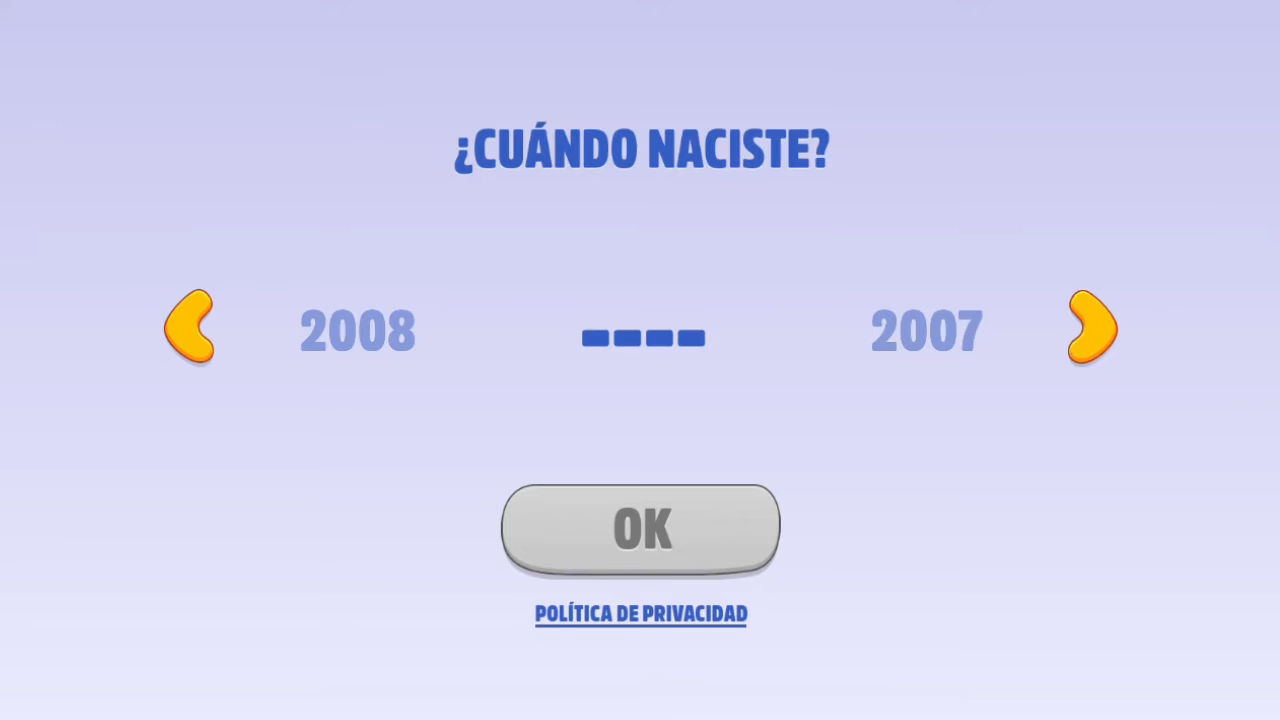 ¿CUÁNDO NACISTE?
2008 ---- 2007
OK
POLÍTICA DE PRIVACIDAD